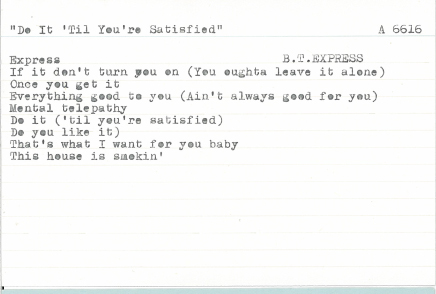 "Do It 'Til You're Satisfied" A 6616
Express B.T.EXPRESS
If it don't turn you on (You oughta leave it alone)
Once you get it
Everything good to you (Ain't always good for you)
Mental telepathy
Do it ('til you're satisfied)
Do you like it)
That's what I want for you baby
This house is smokin'